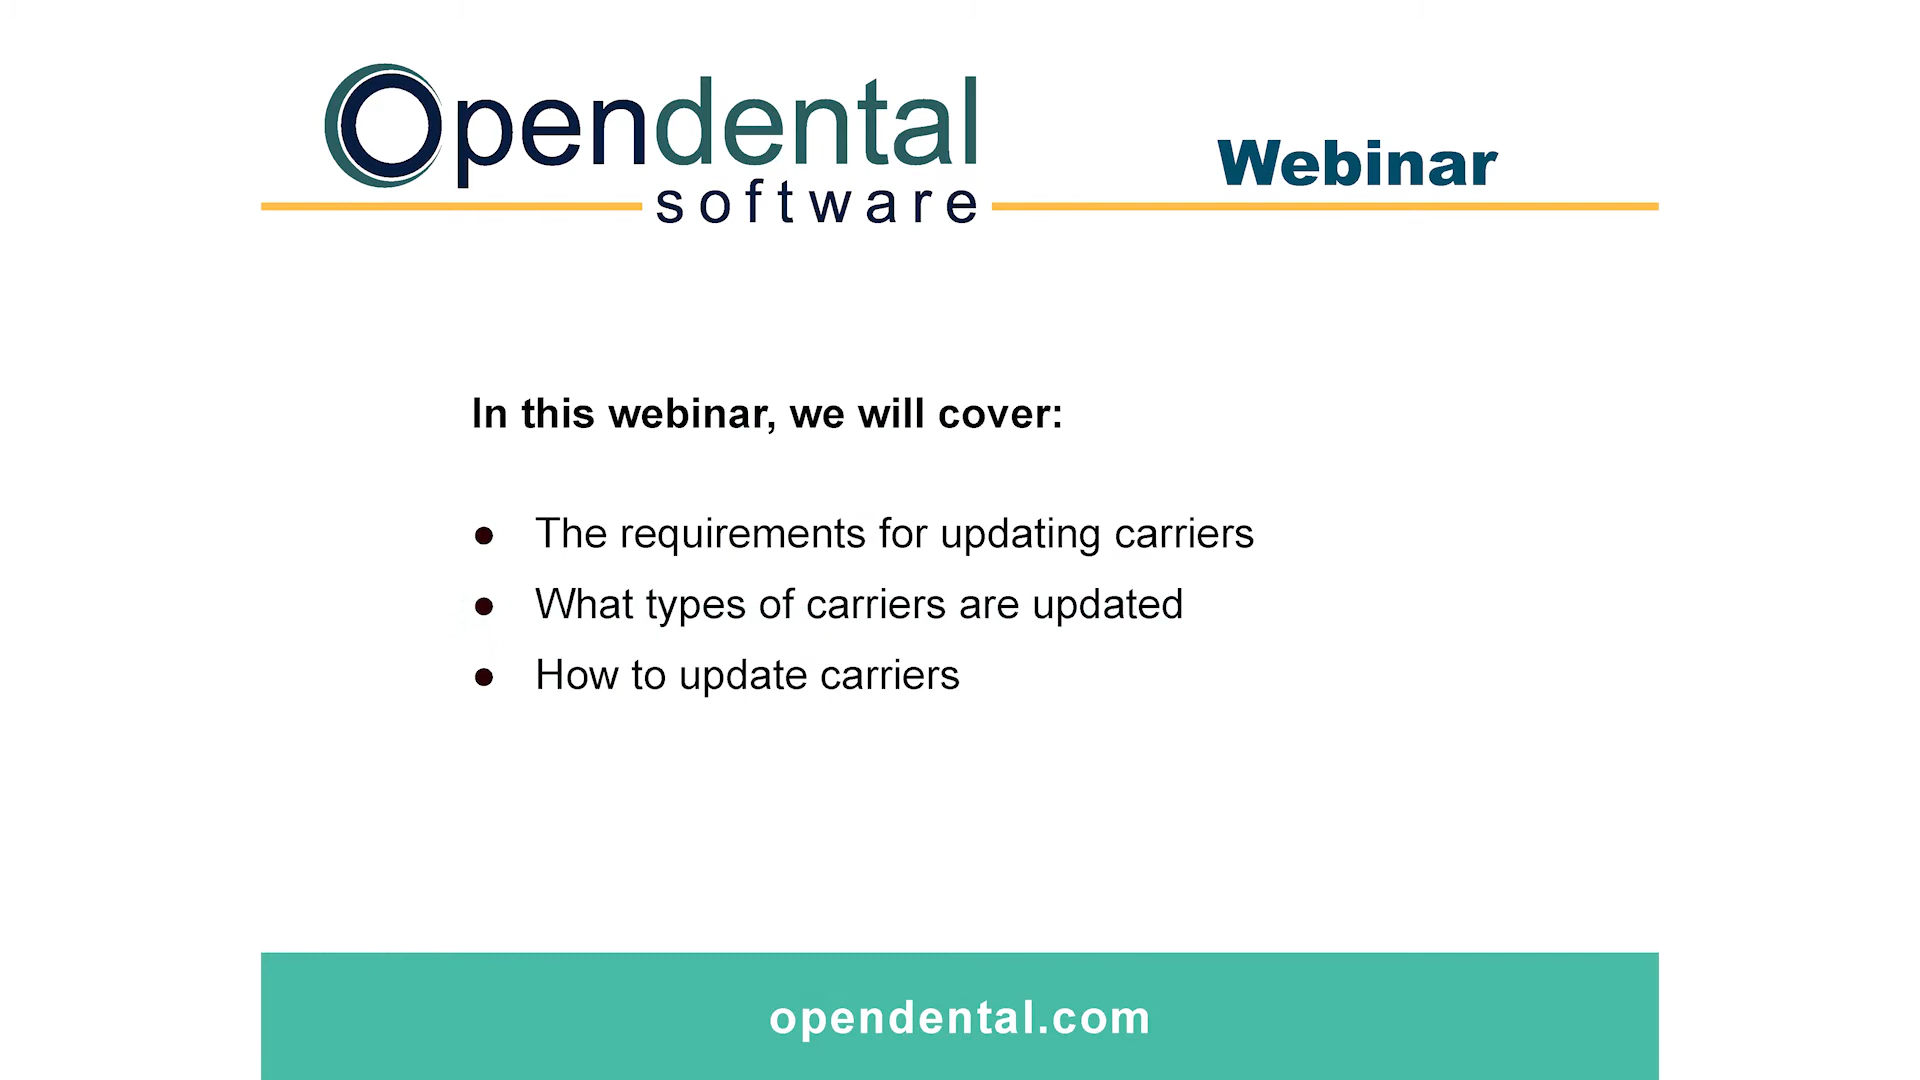 Opendental
software
Webinar
In this webinar, we will cover:
● The requirements for updating carriers
● What types of carriers are updated
● How to update carriers
opendental.com